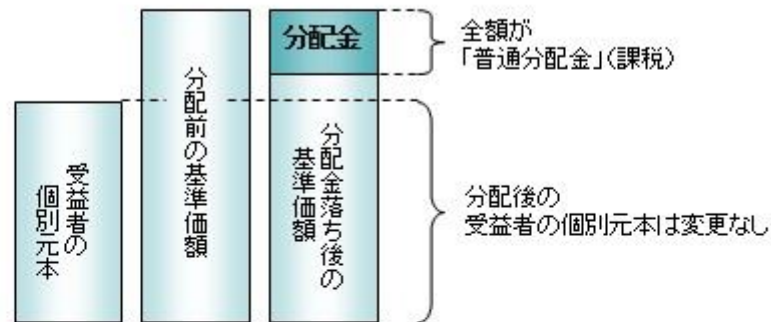 受益者の
個別元本
分配前の基準価額
分配金
分配金落ち後の
基準価額
全額が
「普通分配金」(課税)
分配後の
受益者の個別元本は変更なし